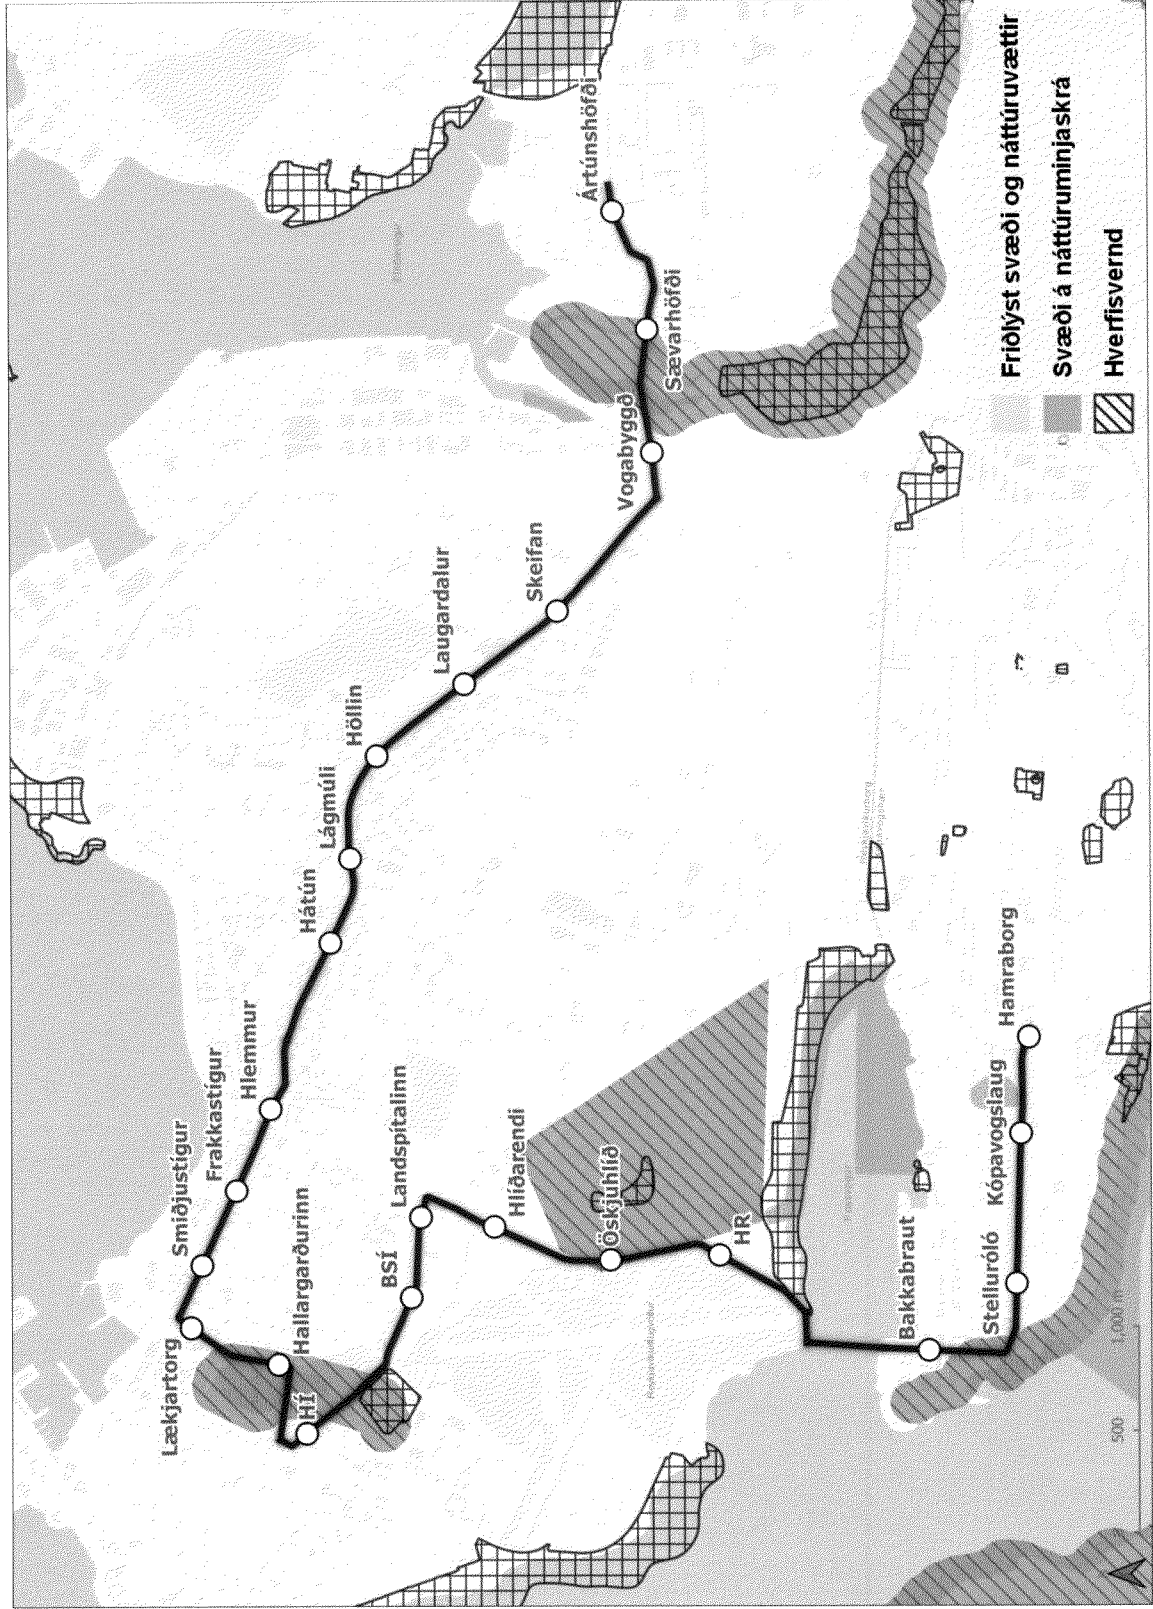 Ártúnshöfði
Sævarhöfði
Vogabyggð
Skeifan
Laugardalur
Höllin
Lágmúli
Hátún
Hlemmur
Frakkastígur
Smiðjustígur
Lækjartorg
Hallargarðurinn
HÍ
BSÍ
Landspítalinn
Hlíðarendi
Öskjuhlíð
HR
Bakkabraut
Stelluróló
Kópavogslaug
Hamraborg
Friðlýst svæði og náttúruvættir
Svæði á náttúruminjaskrá
Hverfisvernd
500
1,000 m